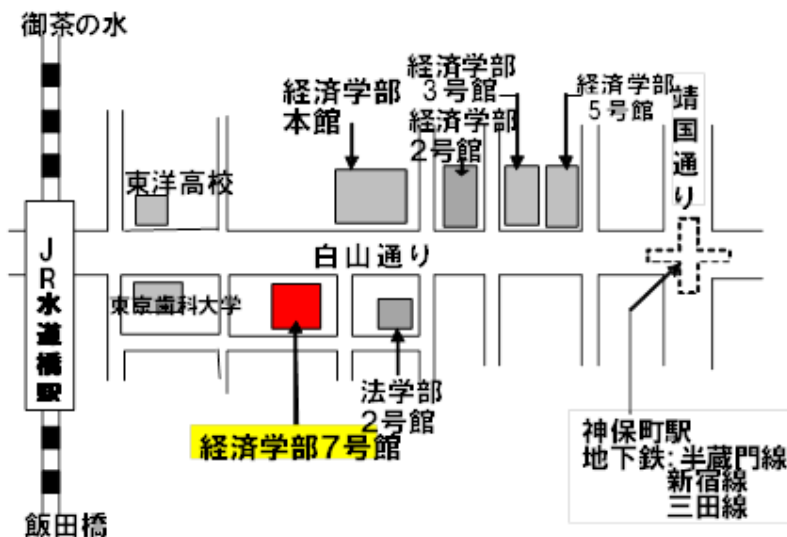 御茶の水
経済学部
本館
経済学部
3号館
経済学部
2号館
経済学部
5号館
靖国通り
東洋高校
JR水道橋駅
白山通り
東京歯科大学
法学部
2号館
経済学部7号館
神保町駅
地下鉄:半蔵門線
新宿線
三田線
飯田橋